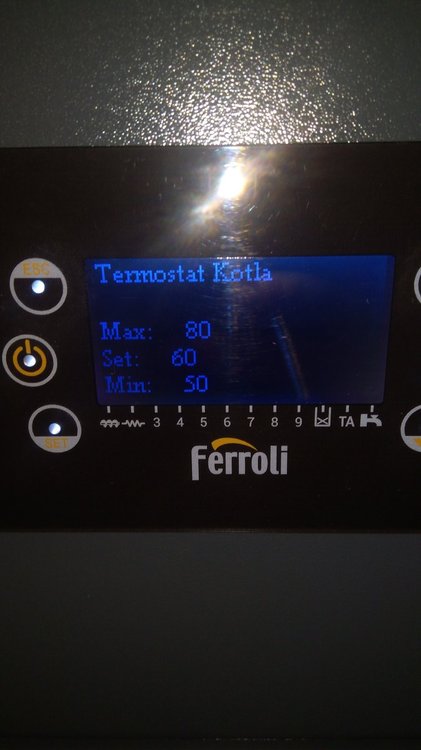 ESC
Termostat Kotla
Max: 80
Set: 60
Min: 50
SET
3 4 5 6 7 8 9 TA
ferroli